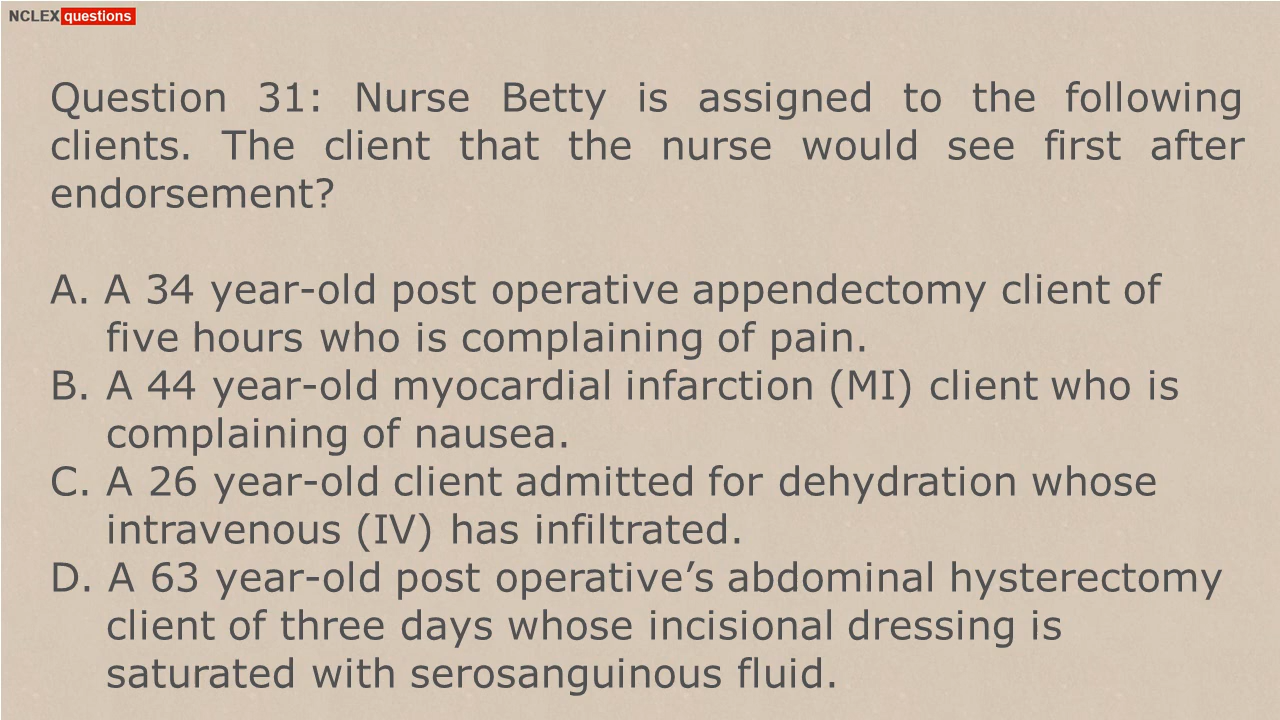 NCLEX questions
Question 31: Nurse Betty is assigned to the following
clients. The client that the nurse would see first after
endorsement?
A. A 34 year-old post operative appendectomy client of
five hours who is complaining of pain.
B. A 44 year-old myocardial infarction (MI) client who is
complaining of nausea.
C. A 26 year-old client admitted for dehydration whose
intravenous (IV) has infiltrated.
D. A 63 year-old post operative’s abdominal hysterectomy
client of three days whose incisional dressing is
saturated with serosanguinous fluid.